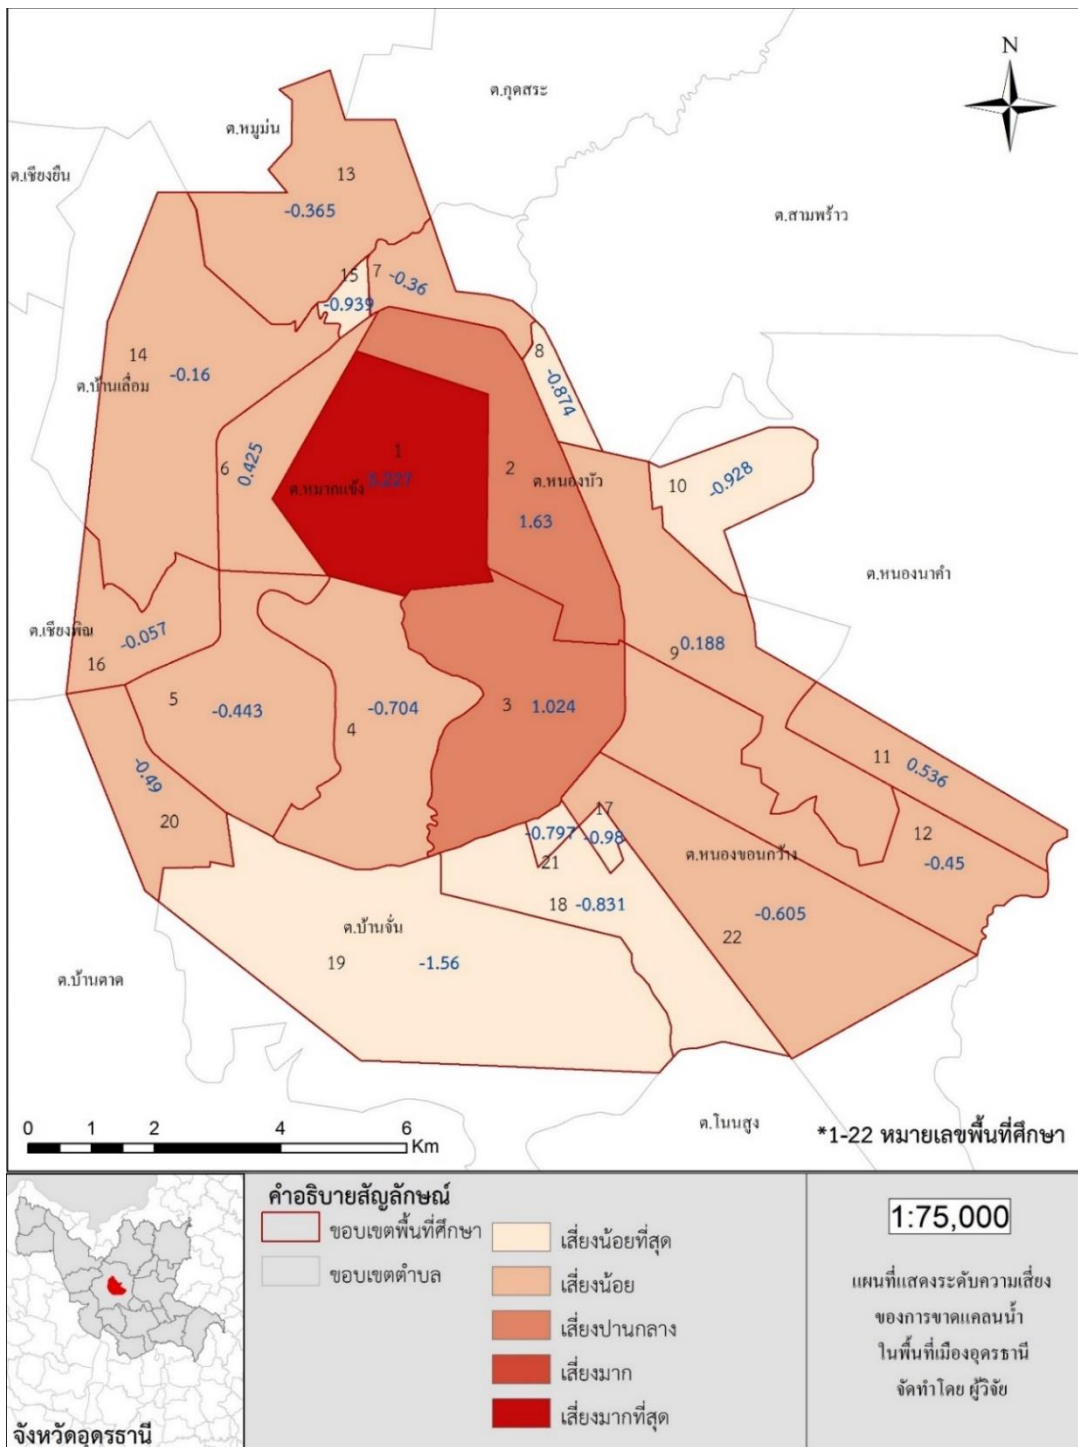 N
ต.กุดสระ
ต.หมูม่น
ต.เชียงยืน
13
-0.365
ต.สามพร้าว
15
7
-0.36
-0.939
14
-0.16
ต.บ้านเลื่อม
8
-0.874
6
0.425
1
ต.หมากแข้ง
2
ต.หนองบัว
1.63
10
-0.928
ต.หนองนาคำ
ต.เชียงพิณ
-0.057
16
9
0.188
5
-0.443
4
-0.704
3
1.024
11
0.536
-0.49
20
17
-0.797
-0.98
21
12
-0.45
ต.หนองขอนกว้าง
18
-0.831
-0.605
22
ต.บ้านจั่น
19
-1.56
ต.บ้านตาด
ต.โนนสูง
0 1 2 4 6
Km
*1-22 หมายเลขพื้นที่ศึกษา
คำอธิบายสัญลักษณ์
ขอบเขตพื้นที่ศึกษา
ขอบเขตตำบล
เสี่ยงน้อยที่สุด
เสี่ยงน้อย
เสี่ยงปานกลาง
เสี่ยงมาก
เสี่ยงมากที่สุด
1:75,000
แผนที่แสดงระดับความเสี่ยง
ของการขาดแคลนน้ำ
ในพื้นที่เมืองอุดรธานี
จัดทำโดย ผู้วิจัย
จังหวัดอุดรธานี